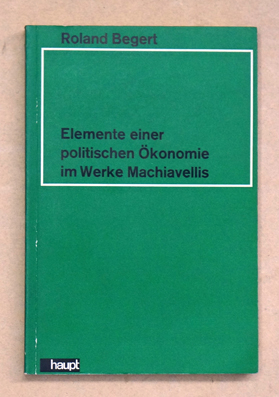 Roland Begert
Elemente einer
politischen Ökonomie
im Werke Machiavellis
haupt